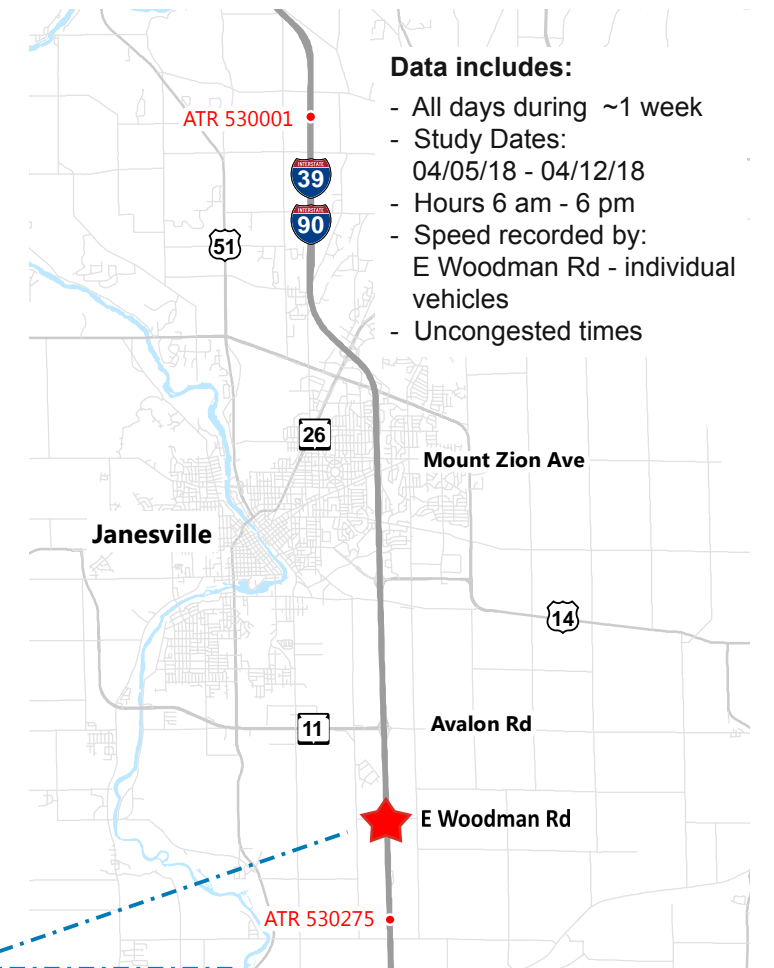 Data includes:
- All days during ~1 week
- Study Dates:
04/05/18 - 04/12/18
- Hours 6 am - 6 pm
- Speed recorded by:
E Woodman Rd - individual
vehicles
- Uncongested times
ATR 530001
INTERSTATE
39
INTERSTATE
90
51
26
Mount Zion Ave
Janesville
14
11
Avalon Rd
E Woodman Rd
ATR 530275